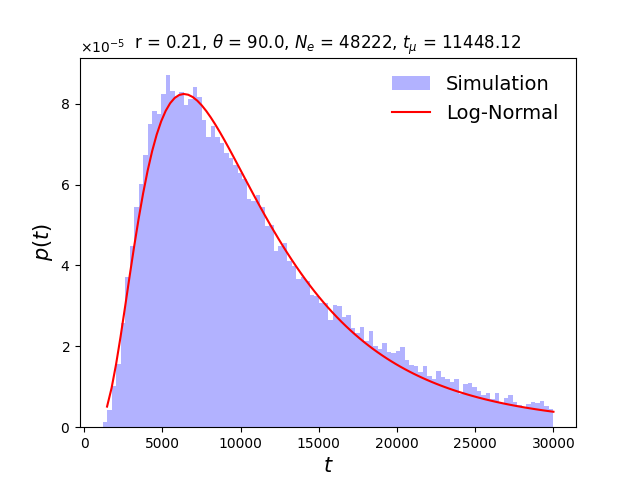 ×10⁻⁵ r = 0.21, θ = 90.0, Nₑ = 48222, t_μ = 11448.12
Simulation
Log-Normal
8
6
4
2
0
p(t)
0 5000 10000 15000 20000 25000 30000
t